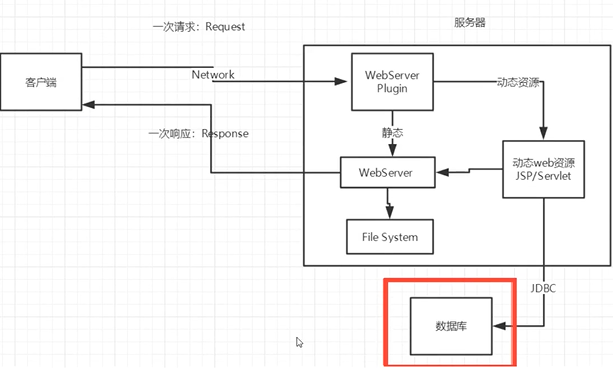 一次请求：Request
服务器
客户端
Network
WebServer
Plugin
动态资源
一次响应：Response
静态
WebServer
动态web资源
JSP/Servlet
File System
JDBC
数据库